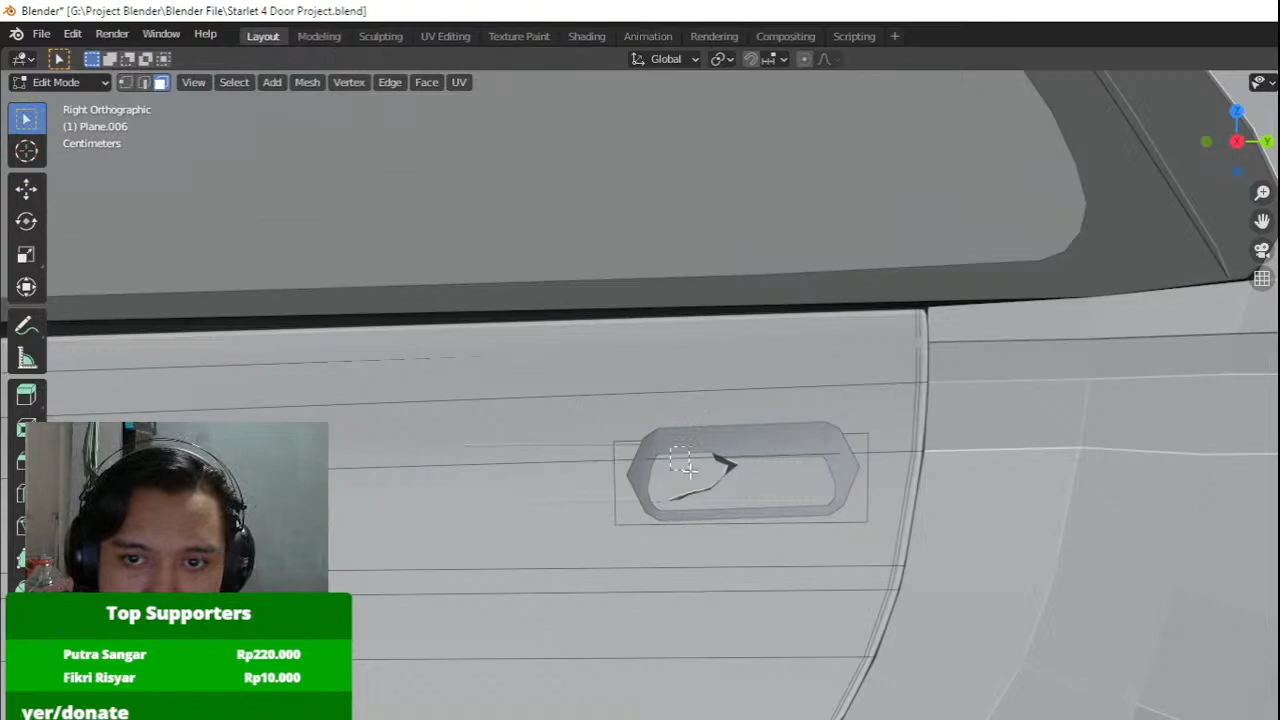 Blender* [G:\Project Blender\Blender File\Starlet 4 Door Project.blend]
File Edit Render Window Help Layout Modeling Sculpting UV Editing Texture Paint Shading Animation Rendering Compositing Scripting +
Global
Edit Mode View Select Add Mesh Vertex Edge Face UV
Right Orthographic
(1) Plane.006
Centimeters
Z
X
Y
Top Supporters
Putra Sangar Rp220.000
Fikri Risyar Rp10.000
yer/donate